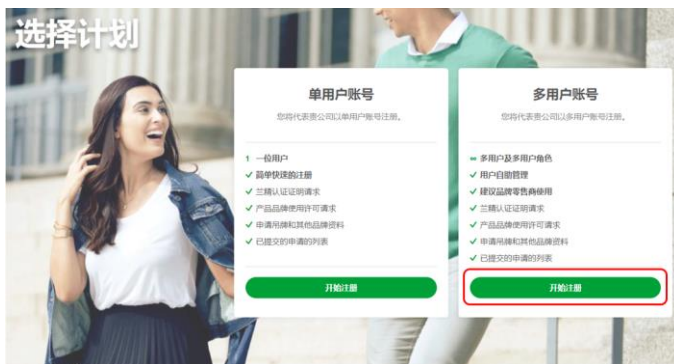 选择计划
单用户账号
您将代表贵公司以单用户账号注册。
1 一位用户
✓ 简单快速的注册
✓ 兰精认证证明请求
✓ 产品品牌使用许可请求
✓ 申请吊牌和其他品牌资料
✓ 已提交的申请的列表
开始注册
多用户账号
您将代表贵公司以多用户账号注册。
∞ 多用户及多用户角色
✓ 用户自助管理
✓ 建议品牌零售商使用
✓ 兰精认证证明请求
✓ 产品品牌使用许可请求
✓ 申请吊牌和其他品牌资料
✓ 已提交的申请的列表
开始注册